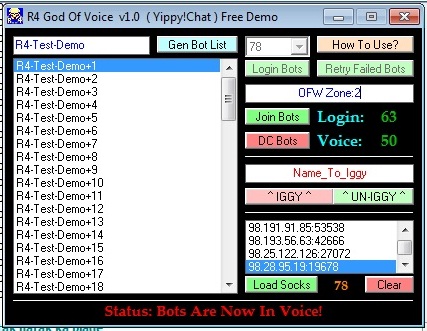 R4 God Of Voice v1.0 ( Yippy!Chat ) Free Demo
R4-Test-Demo
Gen Bot List
78
How To Use?
Login Bots
Retry Failed Bots
R4-Test-Demo+1
R4-Test-Demo+2
R4-Test-Demo+3
R4-Test-Demo+4
R4-Test-Demo+5
R4-Test-Demo+6
R4-Test-Demo+7
R4-Test-Demo+8
R4-Test-Demo+9
R4-Test-Demo+10
R4-Test-Demo+11
R4-Test-Demo+12
R4-Test-Demo+13
R4-Test-Demo+14
R4-Test-Demo+15
R4-Test-Demo+16
R4-Test-Demo+17
R4-Test-Demo+18
OFW Zone:2
Join Bots
Login: 63
DC Bots
Voice: 50
Name_To_Iggy
^ IGGY ^
^ UN-IGGY ^
98.191.91.85:53538
98.193.56.63:42666
98.25.122.126:27072
98.28.95.19:19678
Load Socks
78
Clear
Status: Bots Are Now In Voice!